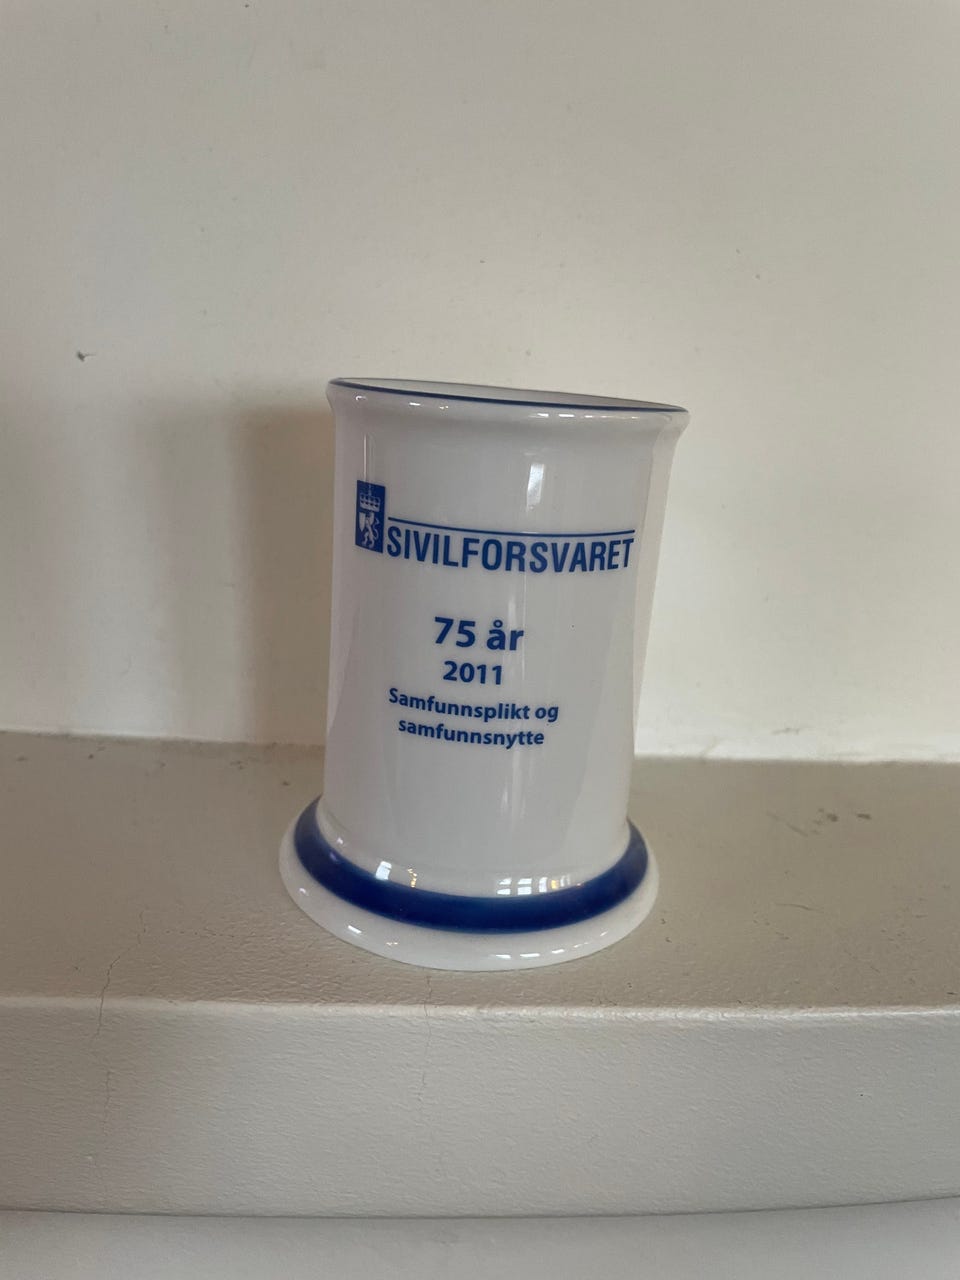 SIVILFORSVARET
75 år
2011
Samfunnsplikt og
samfunnsnytte